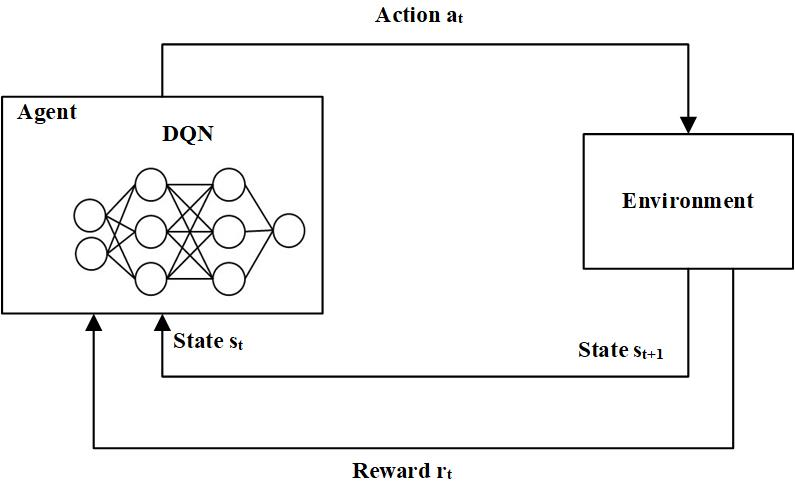 Action aₜ
Agent
DQN
Environment
State sₜ
State sₜ₊₁
Reward rₜ